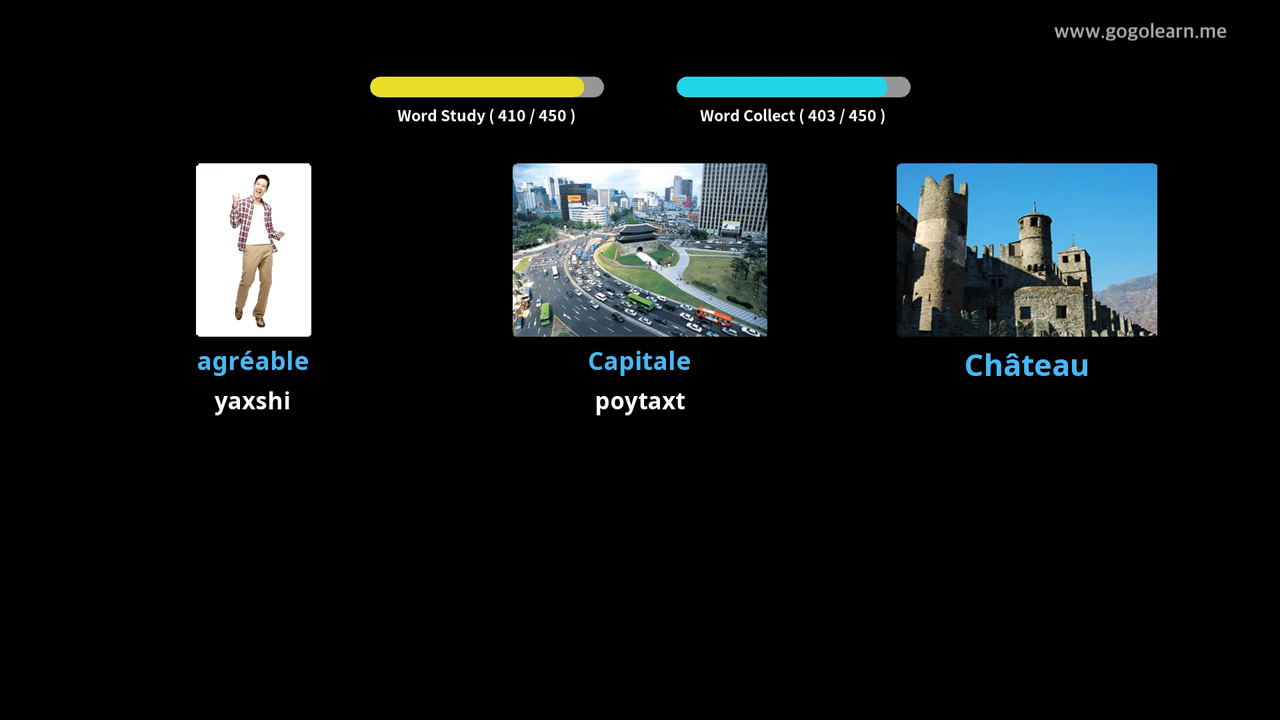 www.gogolearn.me
Word Study ( 410 / 450 )
Word Collect ( 403 / 450 )
agréable
yaxshi
Capitale
poytaxt
Château